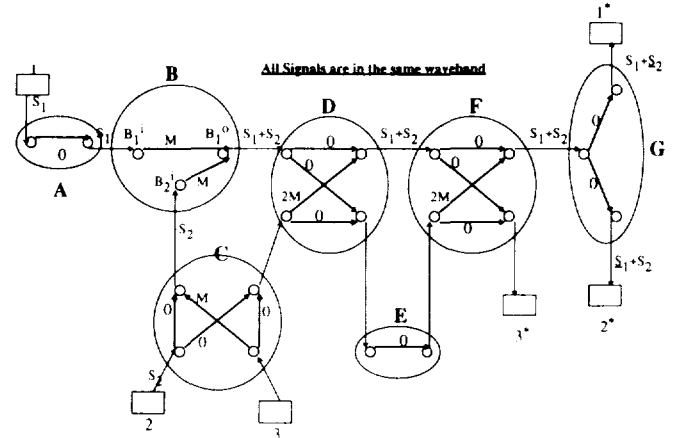 1*
All Signals are in the same waveband
B
D
F
G
S1
S1
B1i
M
B1o
S1+S2
0
S1+S2
0
S1+S2
S1+S2
0
A
B2i
M
0
2M
0
0
2M
0
0
0
S2
C
S1+S2
0
M
0
0
E
0
3*
2*
S2
2
3